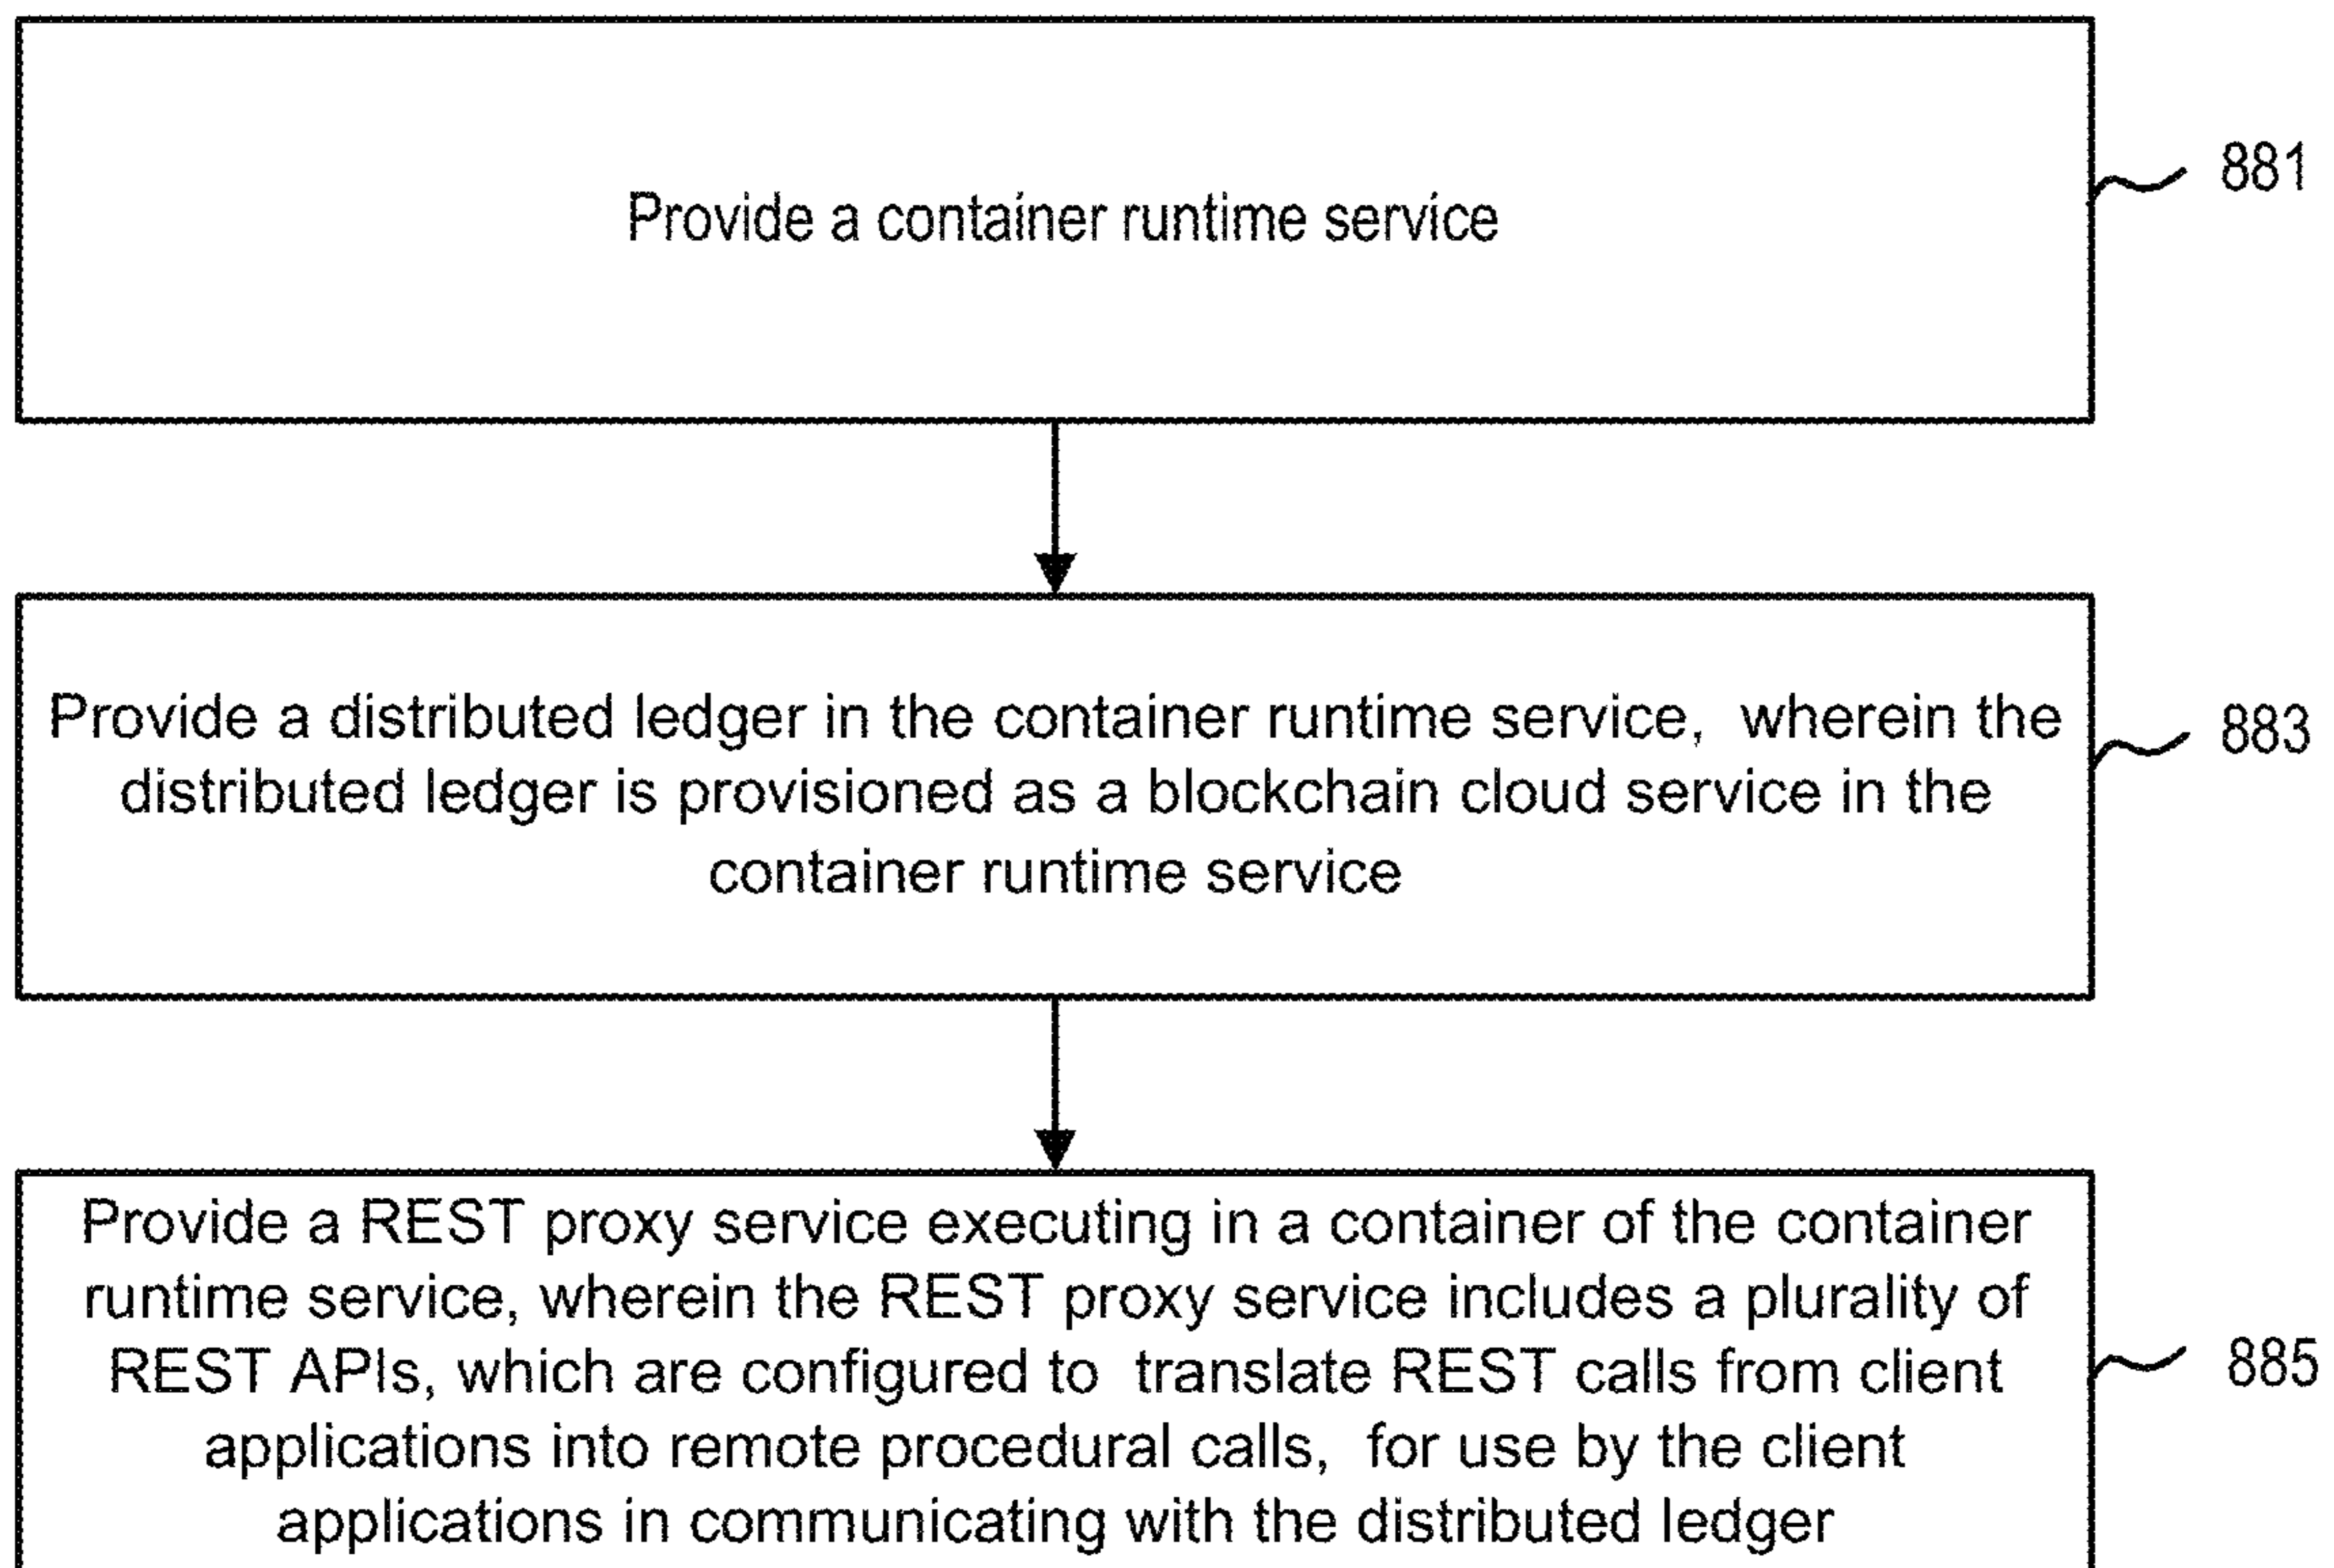 Provide a container runtime service
881
Provide a distributed ledger in the container runtime service, wherein the
distributed ledger is provisioned as a blockchain cloud service in the
container runtime service
883
Provide a REST proxy service executing in a container of the container
runtime service, wherein the REST proxy service includes a plurality of
REST APIs, which are configured to translate REST calls from client
applications into remote procedural calls, for use by the client
applications in communicating with the distributed ledger
885